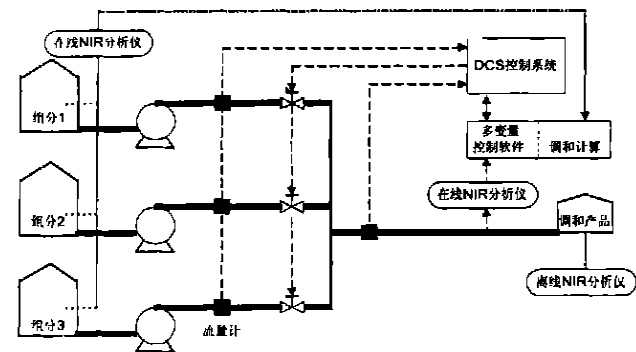 在线NIR分析仪
DCS控制系统
组分1
多变量
控制软件
调和计算
在线NIR分析仪
组分2
调和产品
离线NIR分析仪
组分3
流量计